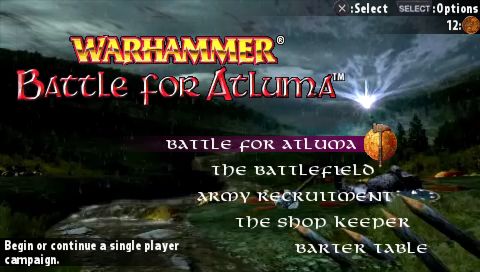 X :Select SELECT :Options
12:
WARHAMMER®
BATTLE FOR ATLUMA™
BATTLE FOR ATLUMA
THE BATTLEFIELD
ARMY RECRUITMENT
THE SHOP KEEPER
BARTER TABLE
Begin or continue a single player
campaign.